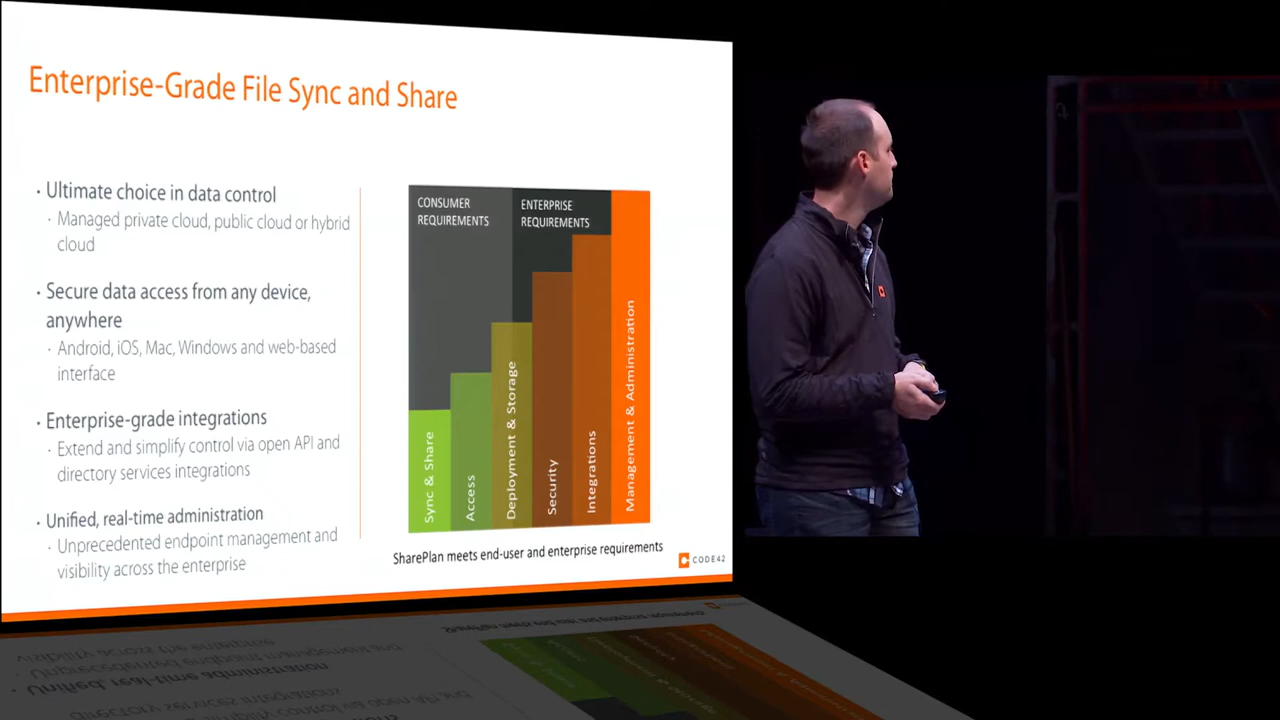 Enterprise-Grade File Sync and Share
· Ultimate choice in data control
· Managed private cloud, public cloud or hybrid
cloud
· Secure data access from any device,
anywhere
· Android, iOS, Mac, Windows and web-based
interface
· Enterprise-grade integrations
· Extend and simplify control via open API and
directory services integrations
· Unified, real-time administration
· Unprecedented endpoint management and
visibility across the enterprise
CONSUMER
REQUIREMENTS
ENTERPRISE
REQUIREMENTS
Sync & Share
Access
Deployment & Storage
Security
Integrations
Management & Administration
SharePlan meets end-user and enterprise requirements
CODE42